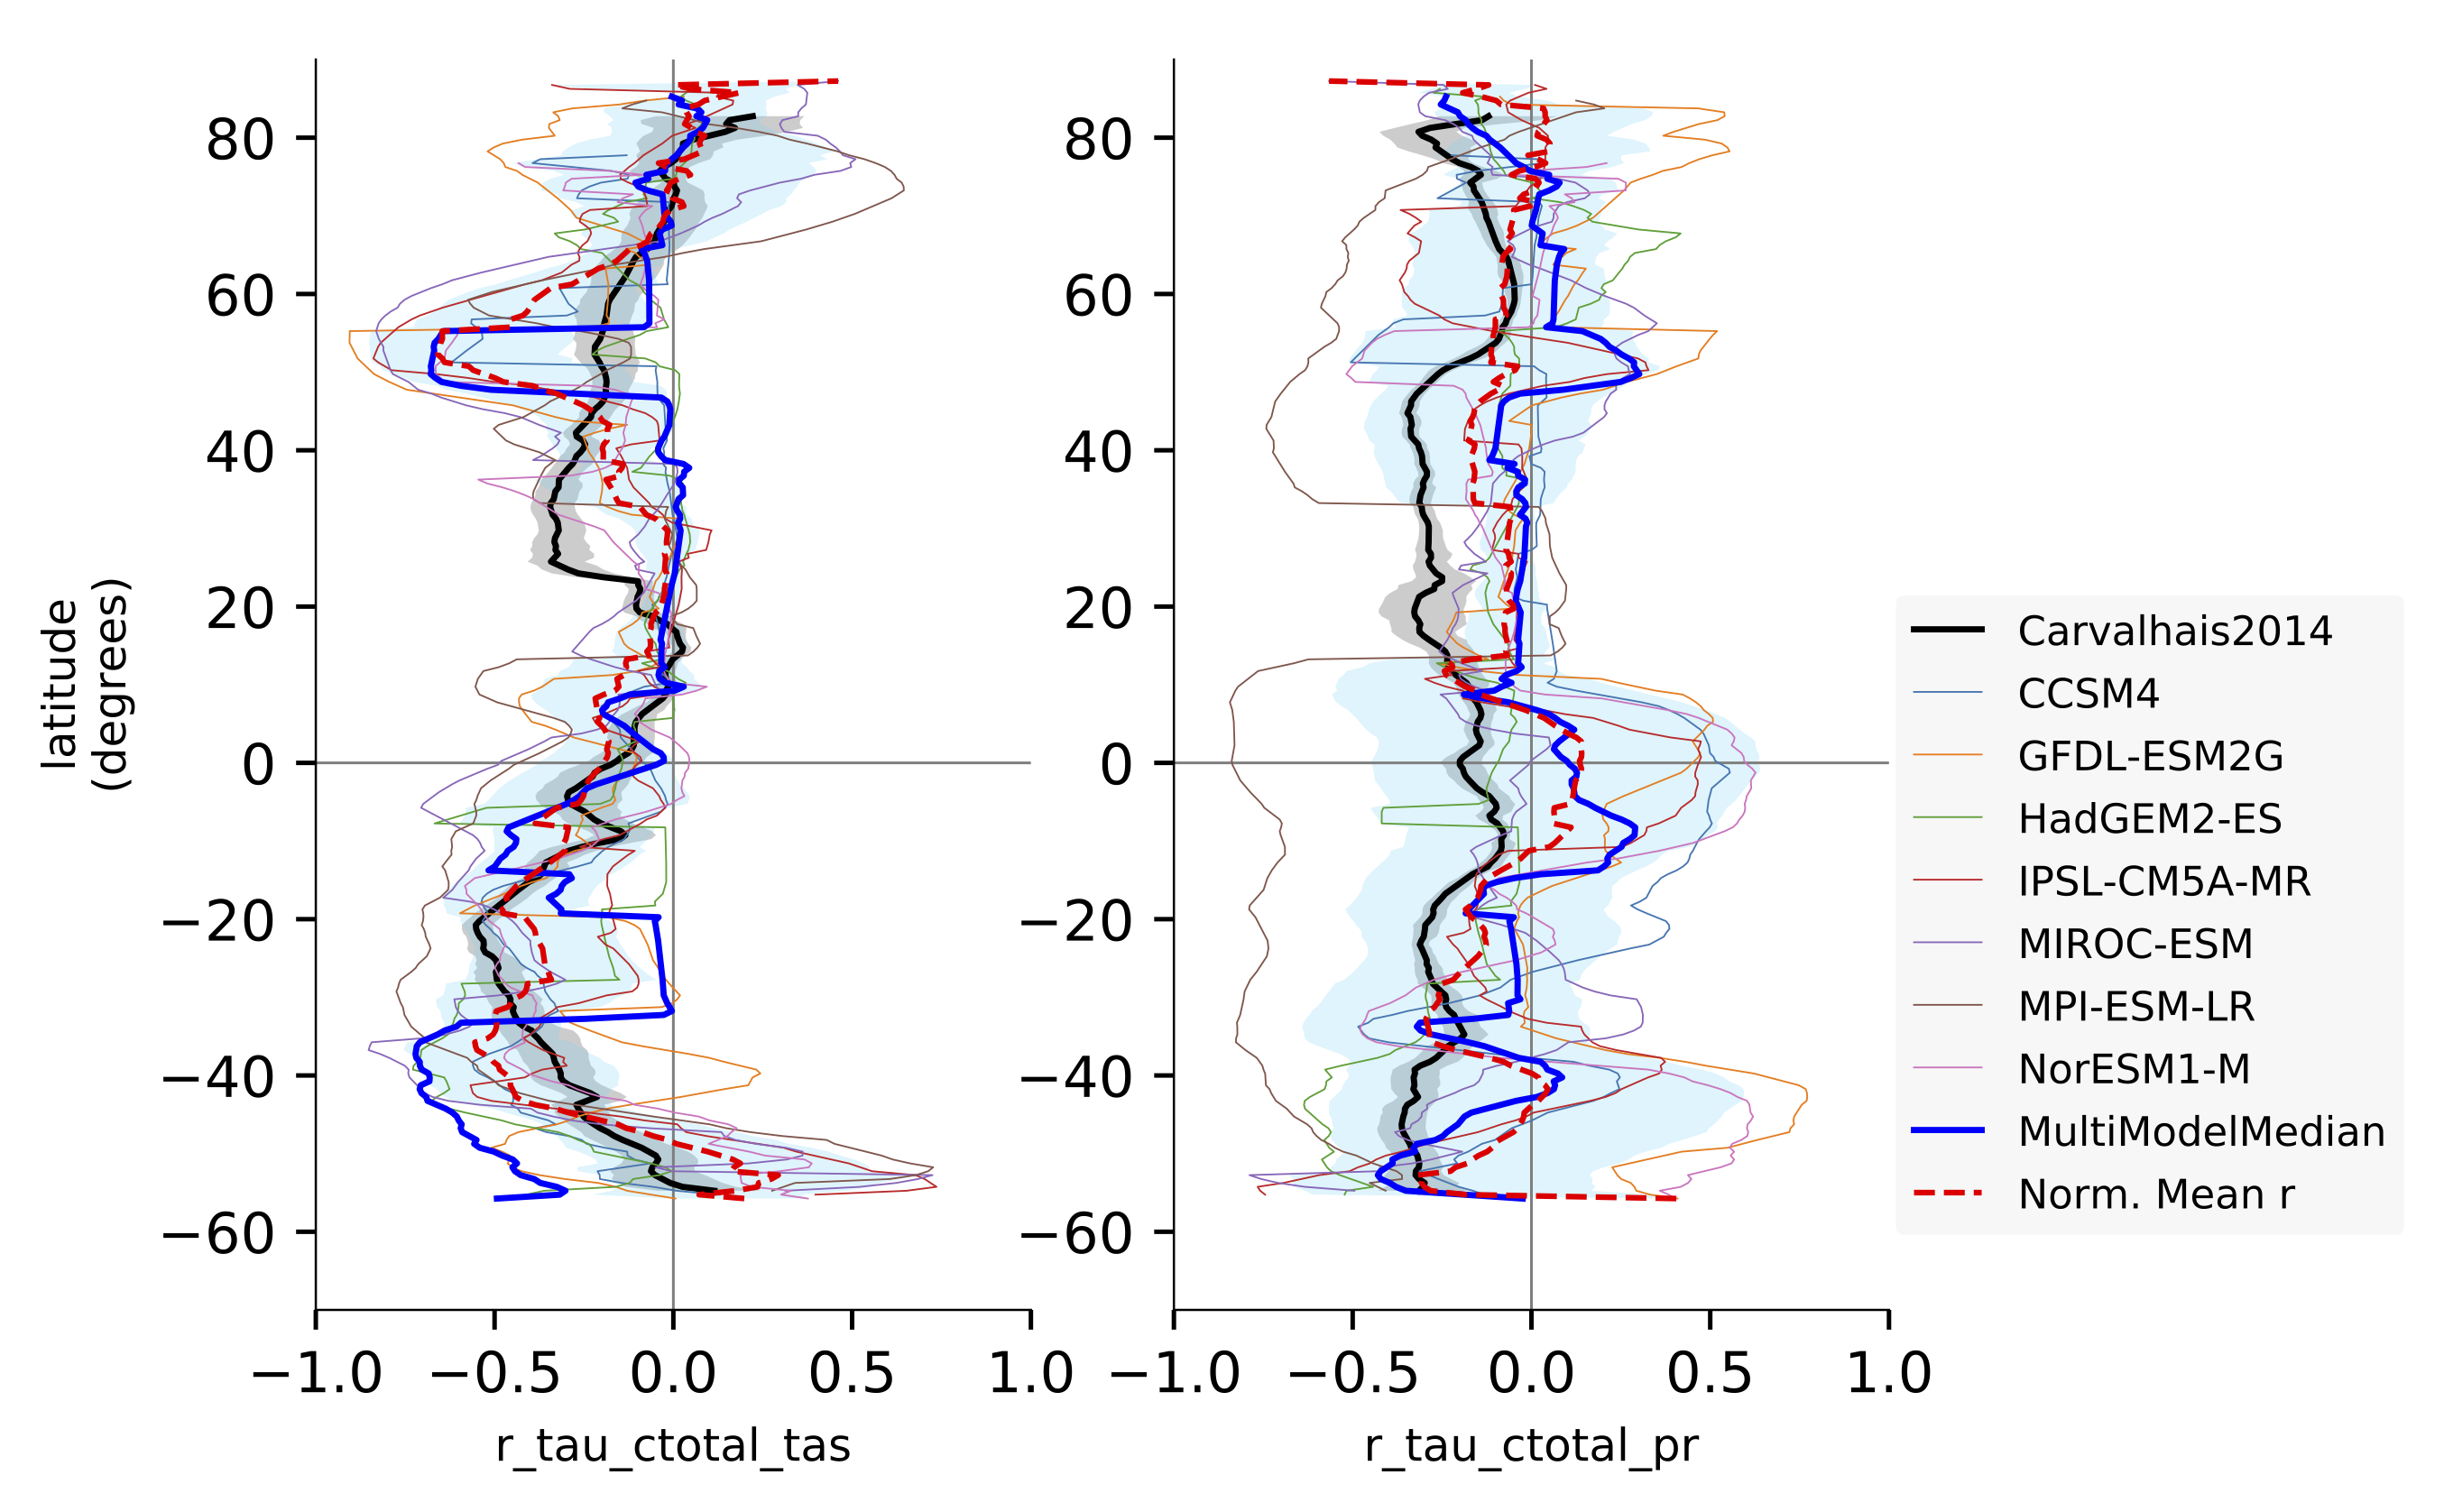 latitude
(degrees)
80
60
40
20
0
−20
−40
−60
−1.0
−0.5
0.0
0.5
1.0
r_tau_ctotal_tas
80
60
40
20
0
−20
−40
−60
−1.0
−0.5
0.0
0.5
1.0
r_tau_ctotal_pr
Carvalhais2014
CCSM4
GFDL-ESM2G
HadGEM2-ES
IPSL-CM5A-MR
MIROC-ESM
MPI-ESM-LR
NorESM1-M
MultiModelMedian
Norm. Mean r